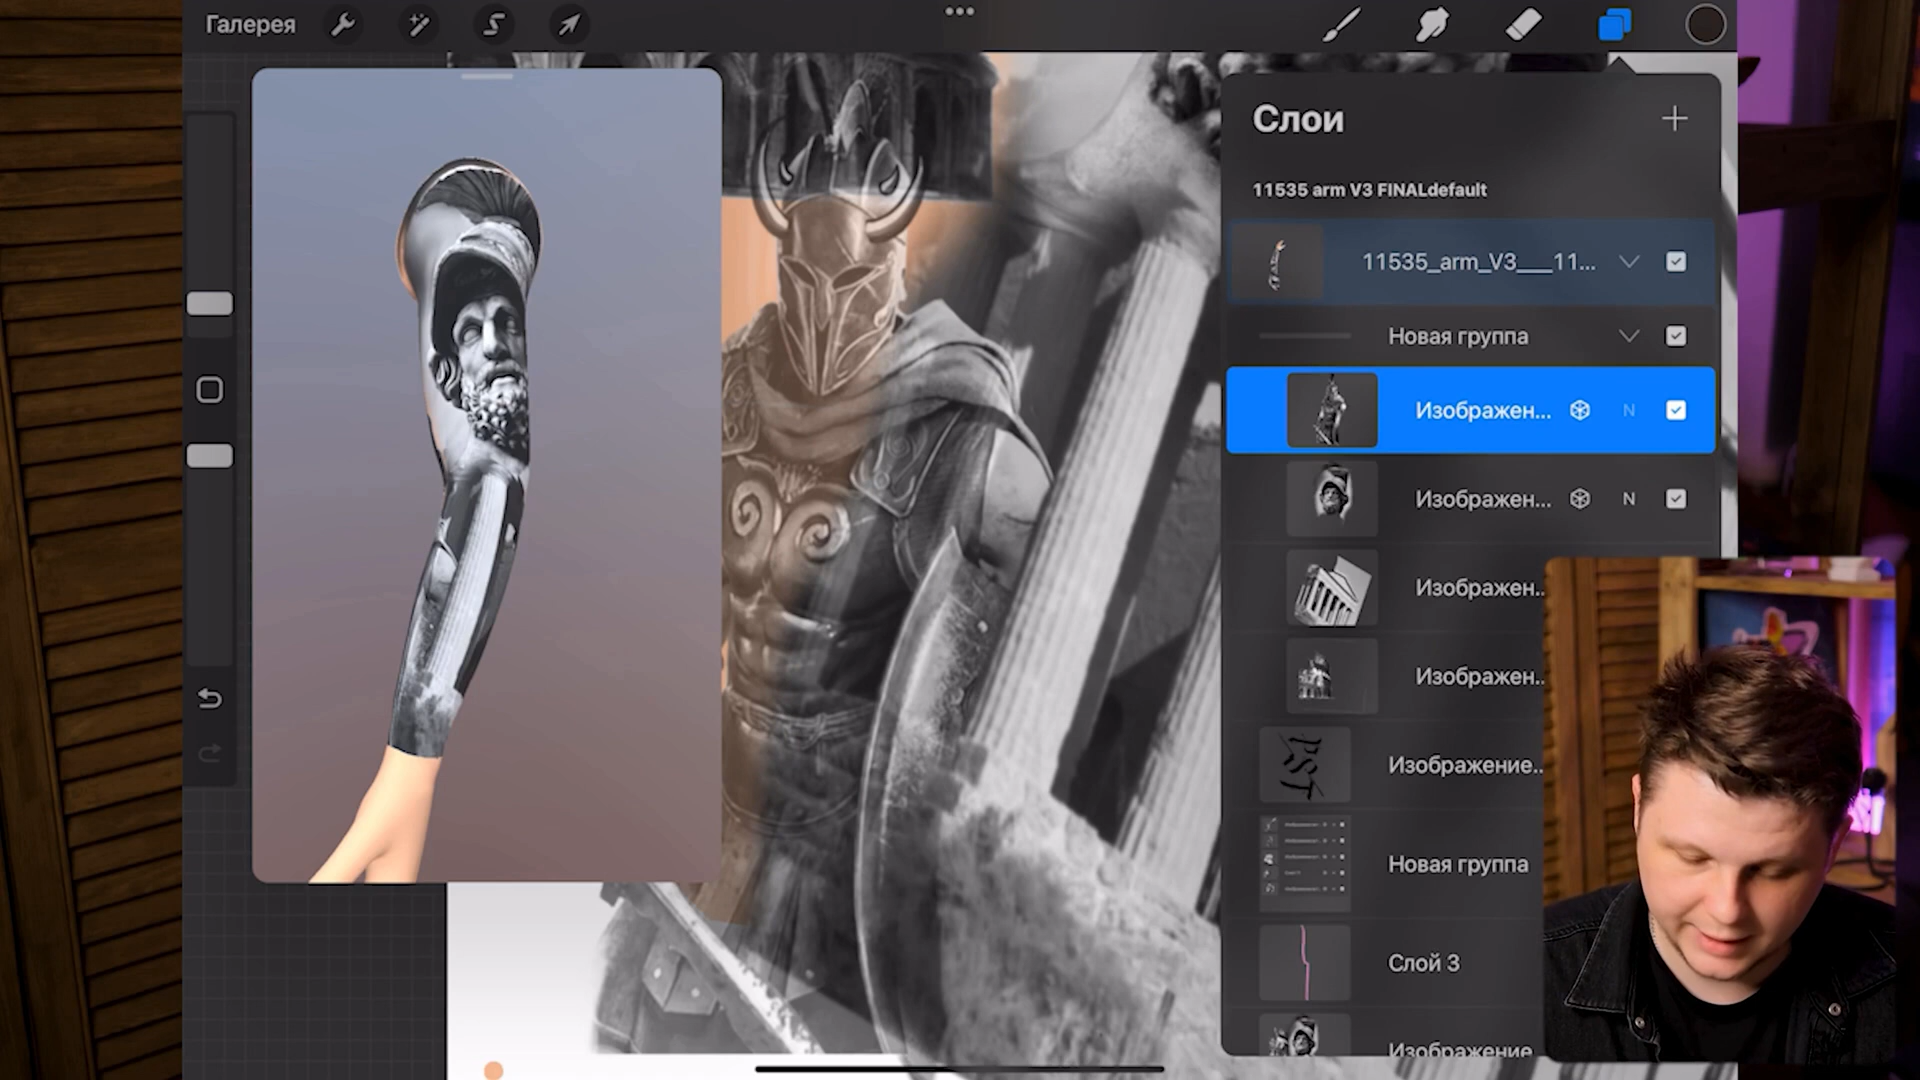 Галерея
Слои
11535 arm V3 FINALdefault
11535_arm_V3___11...
Новая группа
Изображен... N
Изображен... N
Изображен..
Изображен..
Изображение..
Новая группа
Слой 3
Изображение